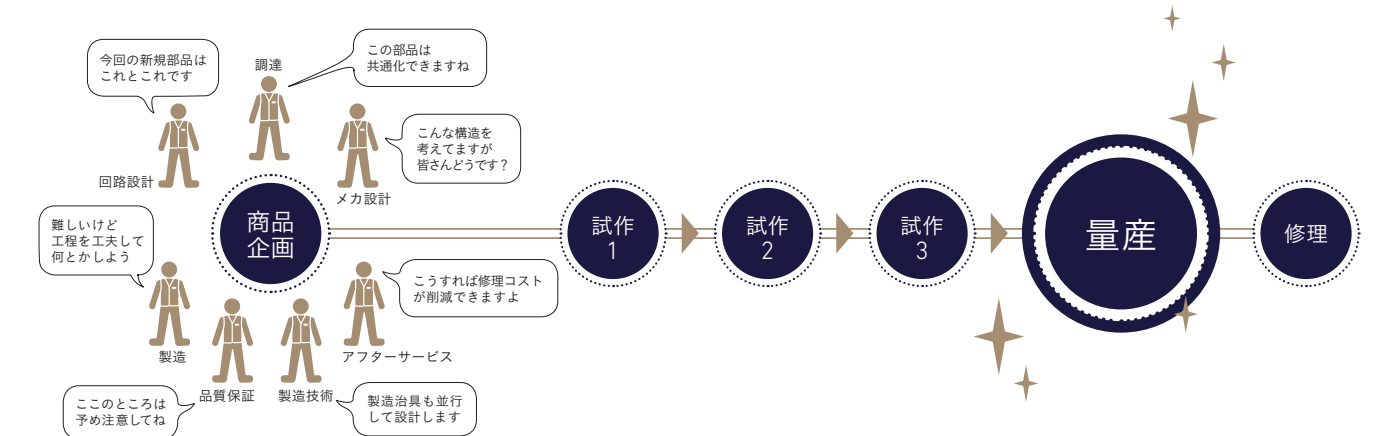 今回の新規部品は
これとこれです
調達
この部品は
共通化できますね
回路設計
こんな構造を
考えてますが
皆さんどうです?
メカ設計
難しいけど
工程を工夫して
何とかしよう
製造
商品
企画
こうすれば修理コスト
が削減できますよ
アフターサービス
ここのところは
予め注意してね
品質保証
製造技術
製造治具も並行
して設計します
試作
1
試作
2
試作
3
量産
修理